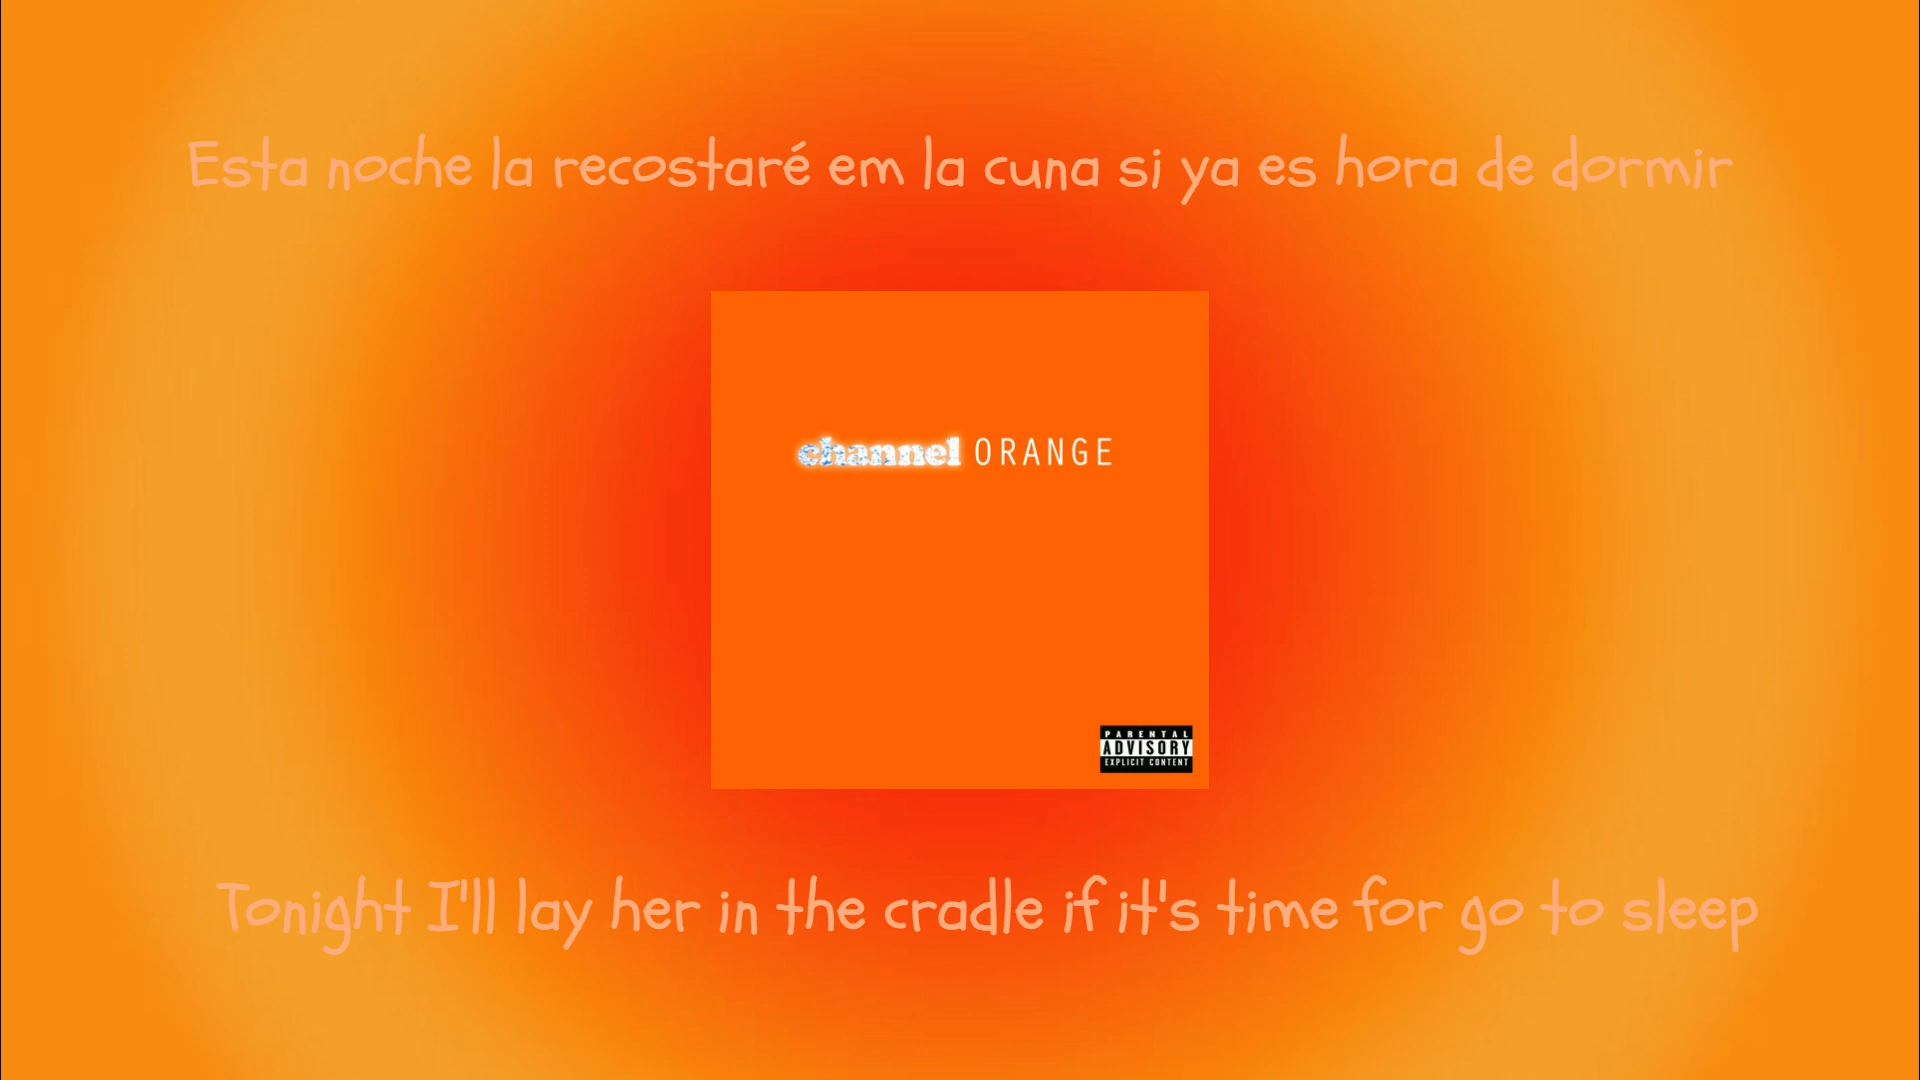 Esta noche la recostaré em la cuna si ya es hora de dormir
channel ORANGE
PARENTAL
ADVISORY
EXPLICIT CONTENT
Tonight I'll lay her in the cradle if it's time for go to sleep